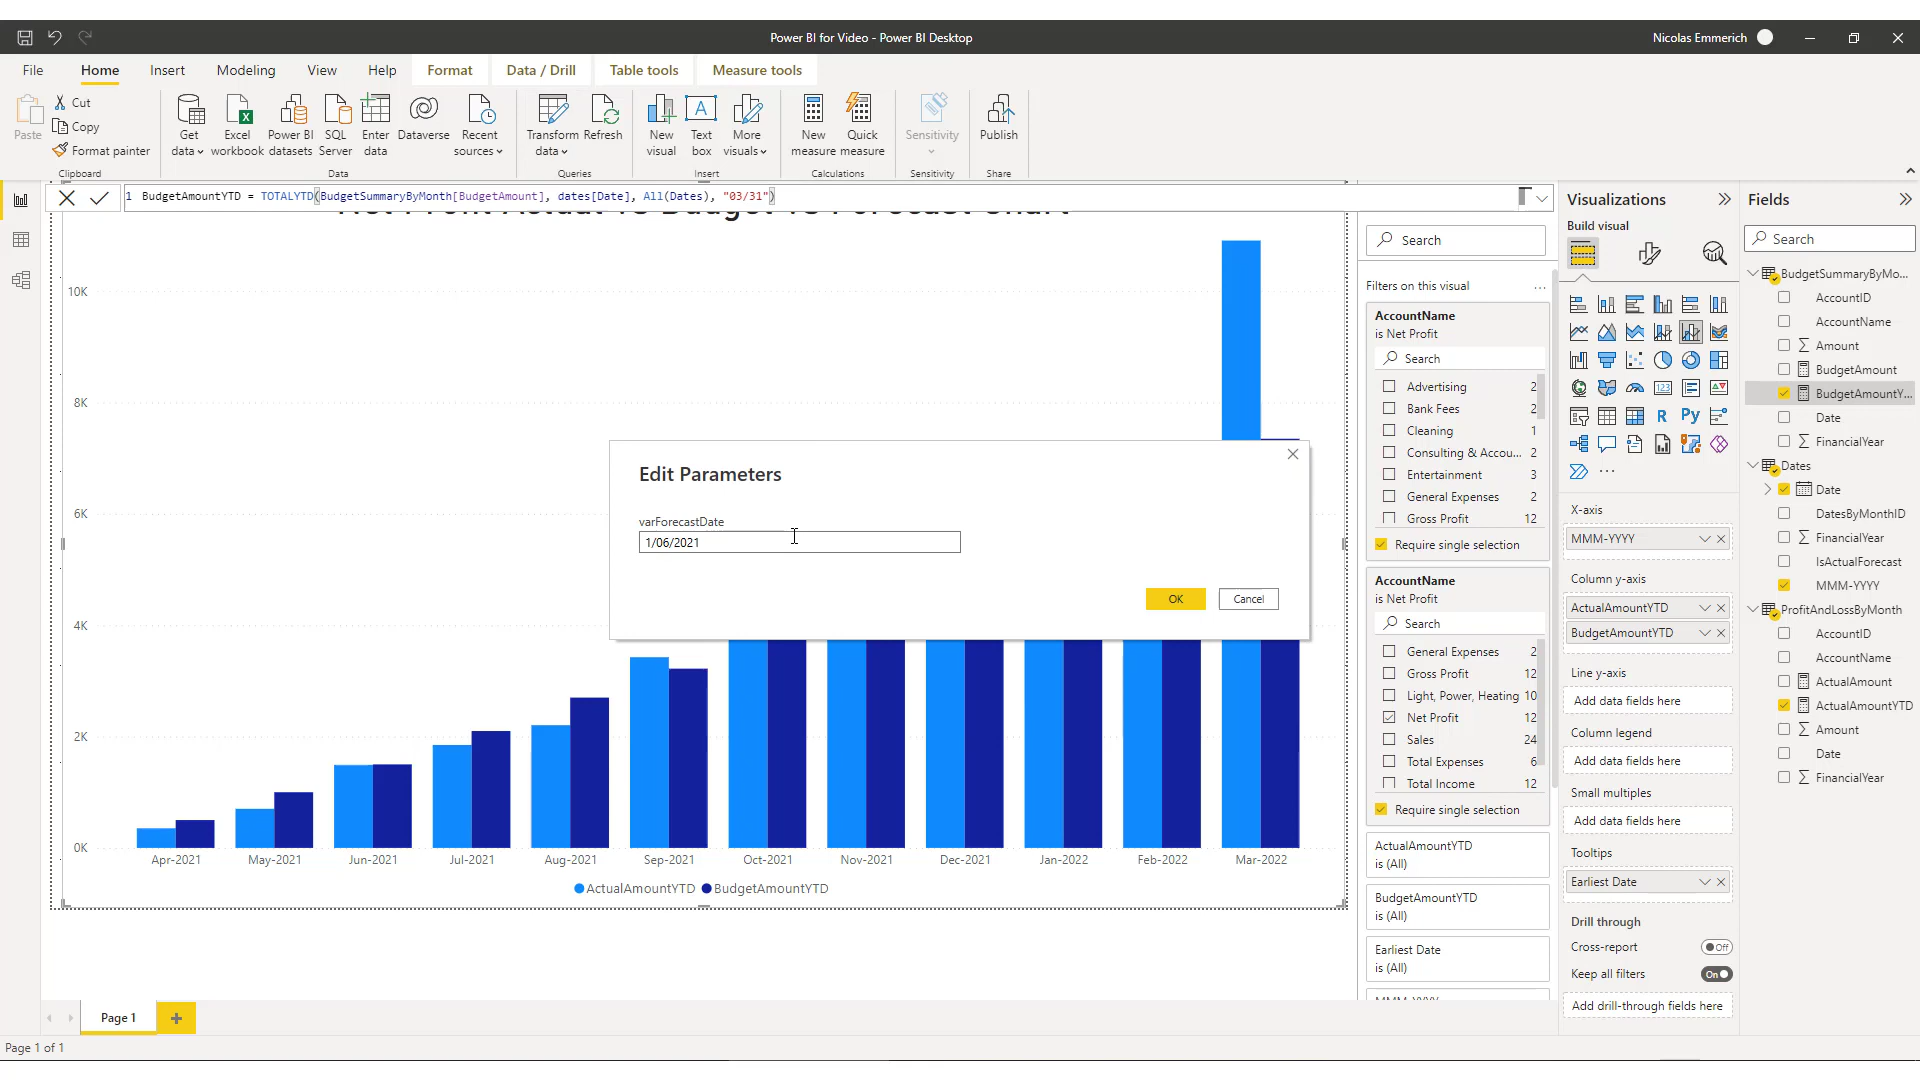 Power BI for Video - Power BI Desktop
Nicolas Emmerich
File Home Insert Modeling View Help Format Data / Drill Table tools Measure tools
Paste
Cut
Copy
Format painter
Clipboard
Get data
Excel workbook
Power BI datasets
SQL Server
Enter data
Dataverse
Recent sources
Data
Transform data
Refresh
Queries
New visual
Text box
More visuals
Insert
New measure
Quick measure
Calculations
Sensitivity
Sensitivity
Publish
Share
1 BudgetAmountYTD = TOTALYTD(BudgetSummaryByMonth[BudgetAmount], dates[Date], All(Dates), "03/31")
Net Profit Actual VS Budget VS Forecast Chart
10K
8K
6K
4K
2K
0K
Apr-2021 May-2021 Jun-2021 Jul-2021 Aug-2021 Sep-2021 Oct-2021 Nov-2021 Dec-2021 Jan-2022 Feb-2022 Mar-2022
ActualAmountYTD BudgetAmountYTD
Edit Parameters
varForecastDate
1/06/2021
OK Cancel
Search
Filters on this visual
AccountName
is Net Profit
Search
Advertising 2
Bank Fees 2
Cleaning 1
Consulting & Accou... 2
Entertainment 3
General Expenses 2
Gross Profit 12
Require single selection
AccountName
is Net Profit
Search
General Expenses 2
Gross Profit 12
Light, Power, Heating 10
Net Profit 12
Sales 24
Total Expenses 6
Total Income 12
Require single selection
ActualAmountYTD
is (All)
BudgetAmountYTD
is (All)
Earliest Date
is (All)
MMM-YYYY
Visualizations
Build visual
123
R Py
X-axis
MMM-YYYY
Column y-axis
ActualAmountYTD
BudgetAmountYTD
Line y-axis
Add data fields here
Column legend
Add data fields here
Small multiples
Add data fields here
Tooltips
Earliest Date
Drill through
Cross-report Off
Keep all filters On
Add drill-through fields here
Fields
Search
BudgetSummaryByMo...
AccountID
AccountName
Amount
BudgetAmount
BudgetAmountY...
Date
FinancialYear
Dates
Date
DatesByMonthID
FinancialYear
IsActualForecast
MMM-YYYY
ProfitAndLossByMonth
AccountID
AccountName
ActualAmount
ActualAmountYTD
Amount
Date
FinancialYear
Page 1
Page 1 of 1